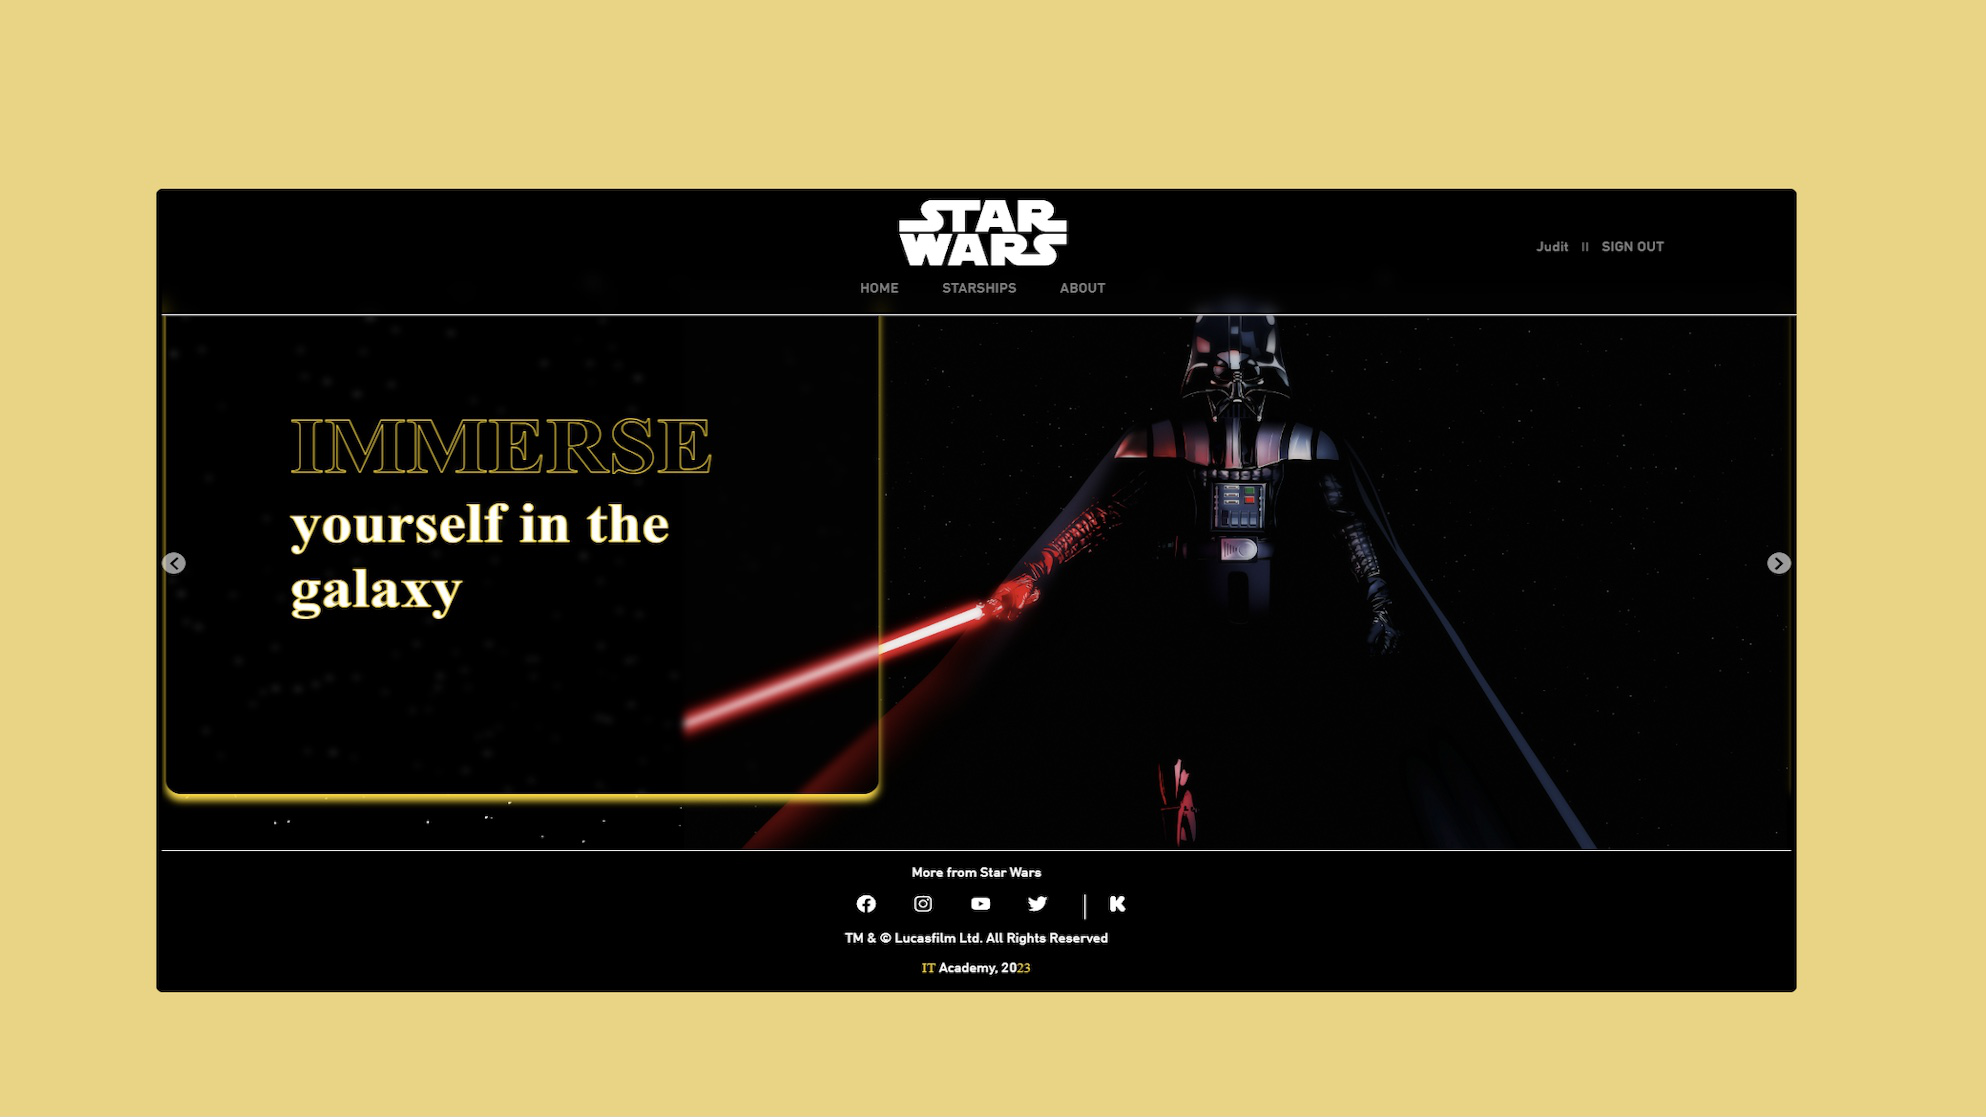 STAR
WARS
Judit || SIGN OUT
HOME STARSHIPS ABOUT
IMMERSE
yourself in the
galaxy
More from Star Wars
TM & © Lucasfilm Ltd. All Rights Reserved
IT Academy, 2023